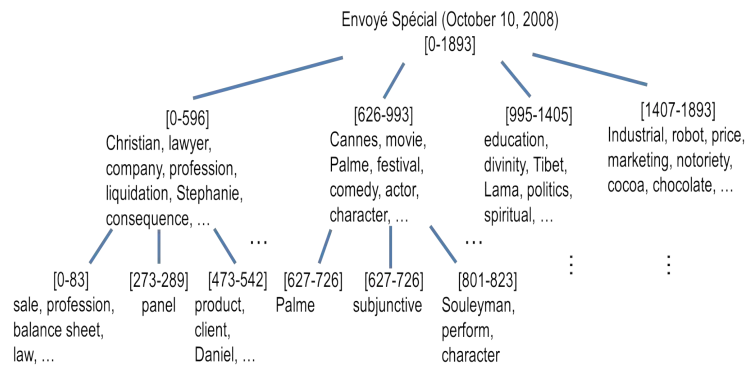 Envoyé Spécial (October 10, 2008)
[0-1893]
[0-596]
Christian, lawyer,
company, profession,
liquidation, Stephanie,
consequence, …
[626-993]
Cannes, movie,
Palme, festival,
comedy, actor,
character, …
[995-1405]
education,
divinity, Tibet,
Lama, politics,
spiritual, …
[1407-1893]
Industrial, robot, price,
marketing, notoriety,
cocoa, chocolate, …
…
…
[0-83]
sale, profession,
balance sheet,
law, …
[273-289]
panel
[473-542]
product,
client,
Daniel, …
[627-726]
Palme
[627-726]
subjunctive
[801-823]
Souleyman,
perform,
character
⋮
⋮